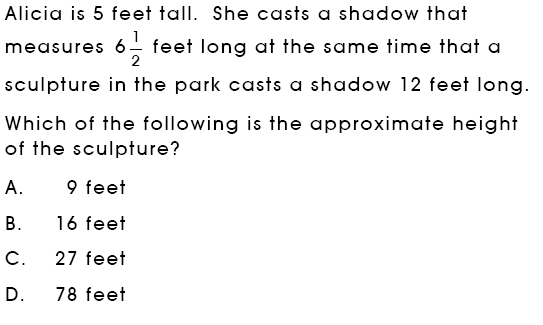 Alicia is 5 feet tall.  She casts a shadow that
measures 6 1/2 feet long at the same time that a
sculpture in the park casts a shadow 12 feet long.
Which of the following is the approximate height
of the sculpture?
A. 9 feet
B. 16 feet
C. 27 feet
D. 78 feet